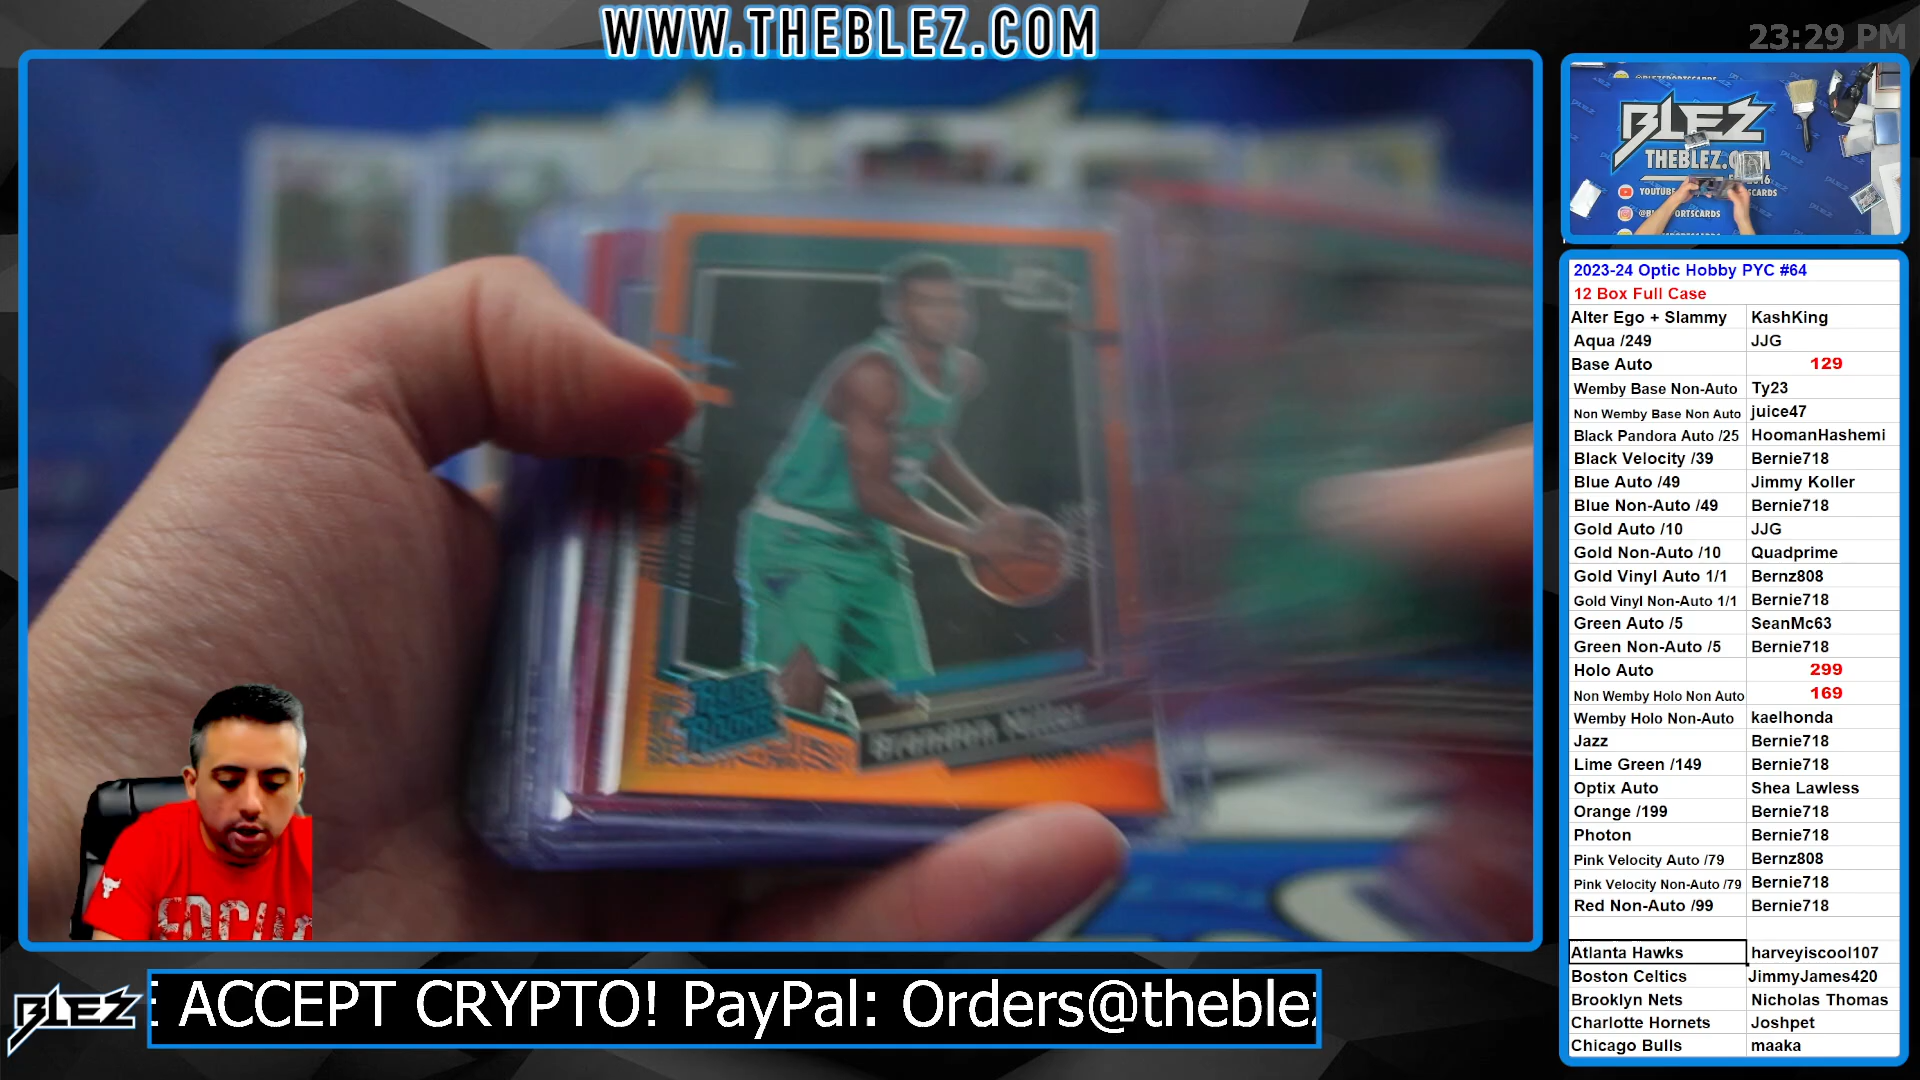 WWW.THEBLEZ.COM
23:29 PM
BLEZ
THEBLEZ.COM
YOUTUBE
2023-24 Optic Hobby PYC #64
12 Box Full Case
Alter Ego + Slammy KashKing
Aqua /249 JJG
Base Auto 129
Wemby Base Non-Auto Ty23
Non Wemby Base Non Auto juice47
Black Pandora Auto /25 HoomanHashemi
Black Velocity /39 Bernie718
Blue Auto /49 Jimmy Koller
Blue Non-Auto /49 Bernie718
Gold Auto /10 JJG
Gold Non-Auto /10 Quadprime
Gold Vinyl Auto 1/1 Bernz808
Gold Vinyl Non-Auto 1/1 Bernie718
Green Auto /5 SeanMc63
Green Non-Auto /5 Bernie718
Holo Auto 299
Non Wemby Holo Non Auto 169
Wemby Holo Non-Auto kaelhonda
Jazz Bernie718
Lime Green /149 Bernie718
Optix Auto Shea Lawless
Orange /199 Bernie718
Photon Bernie718
Pink Velocity Auto /79 Bernz808
Pink Velocity Non-Auto /79 Bernie718
Red Non-Auto /99 Bernie718
Atlanta Hawks harveyiscool107
Boston Celtics JimmyJames420
Brooklyn Nets Nicholas Thomas
Charlotte Hornets Joshpet
Chicago Bulls maaka
RATED ROOKIE
Brandon Miller
BLEZ
E ACCEPT CRYPTO! PayPal: Orders@theblez